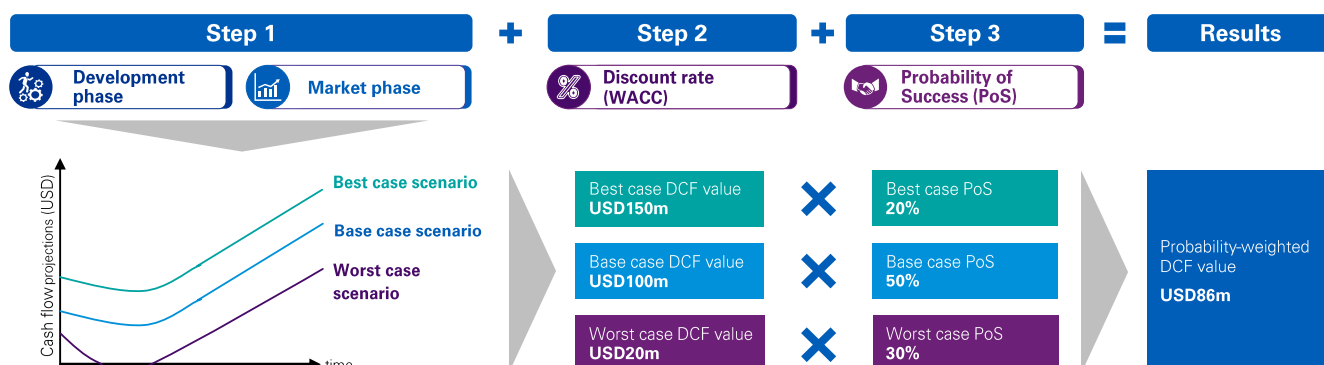 Step 1
+
Step 2
+
Step 3
=
Results
Development
phase
Market phase
Discount rate
(WACC)
Probability of
Success (PoS)
Cash flow projections (USD)
Best case scenario
Base case scenario
Worst case
scenario
time
Best case DCF value
USD150m
Best case PoS
20%
Base case DCF value
USD100m
Base case PoS
50%
Worst case DCF value
USD20m
Worst case PoS
30%
Probability-weighted
DCF value
USD86m